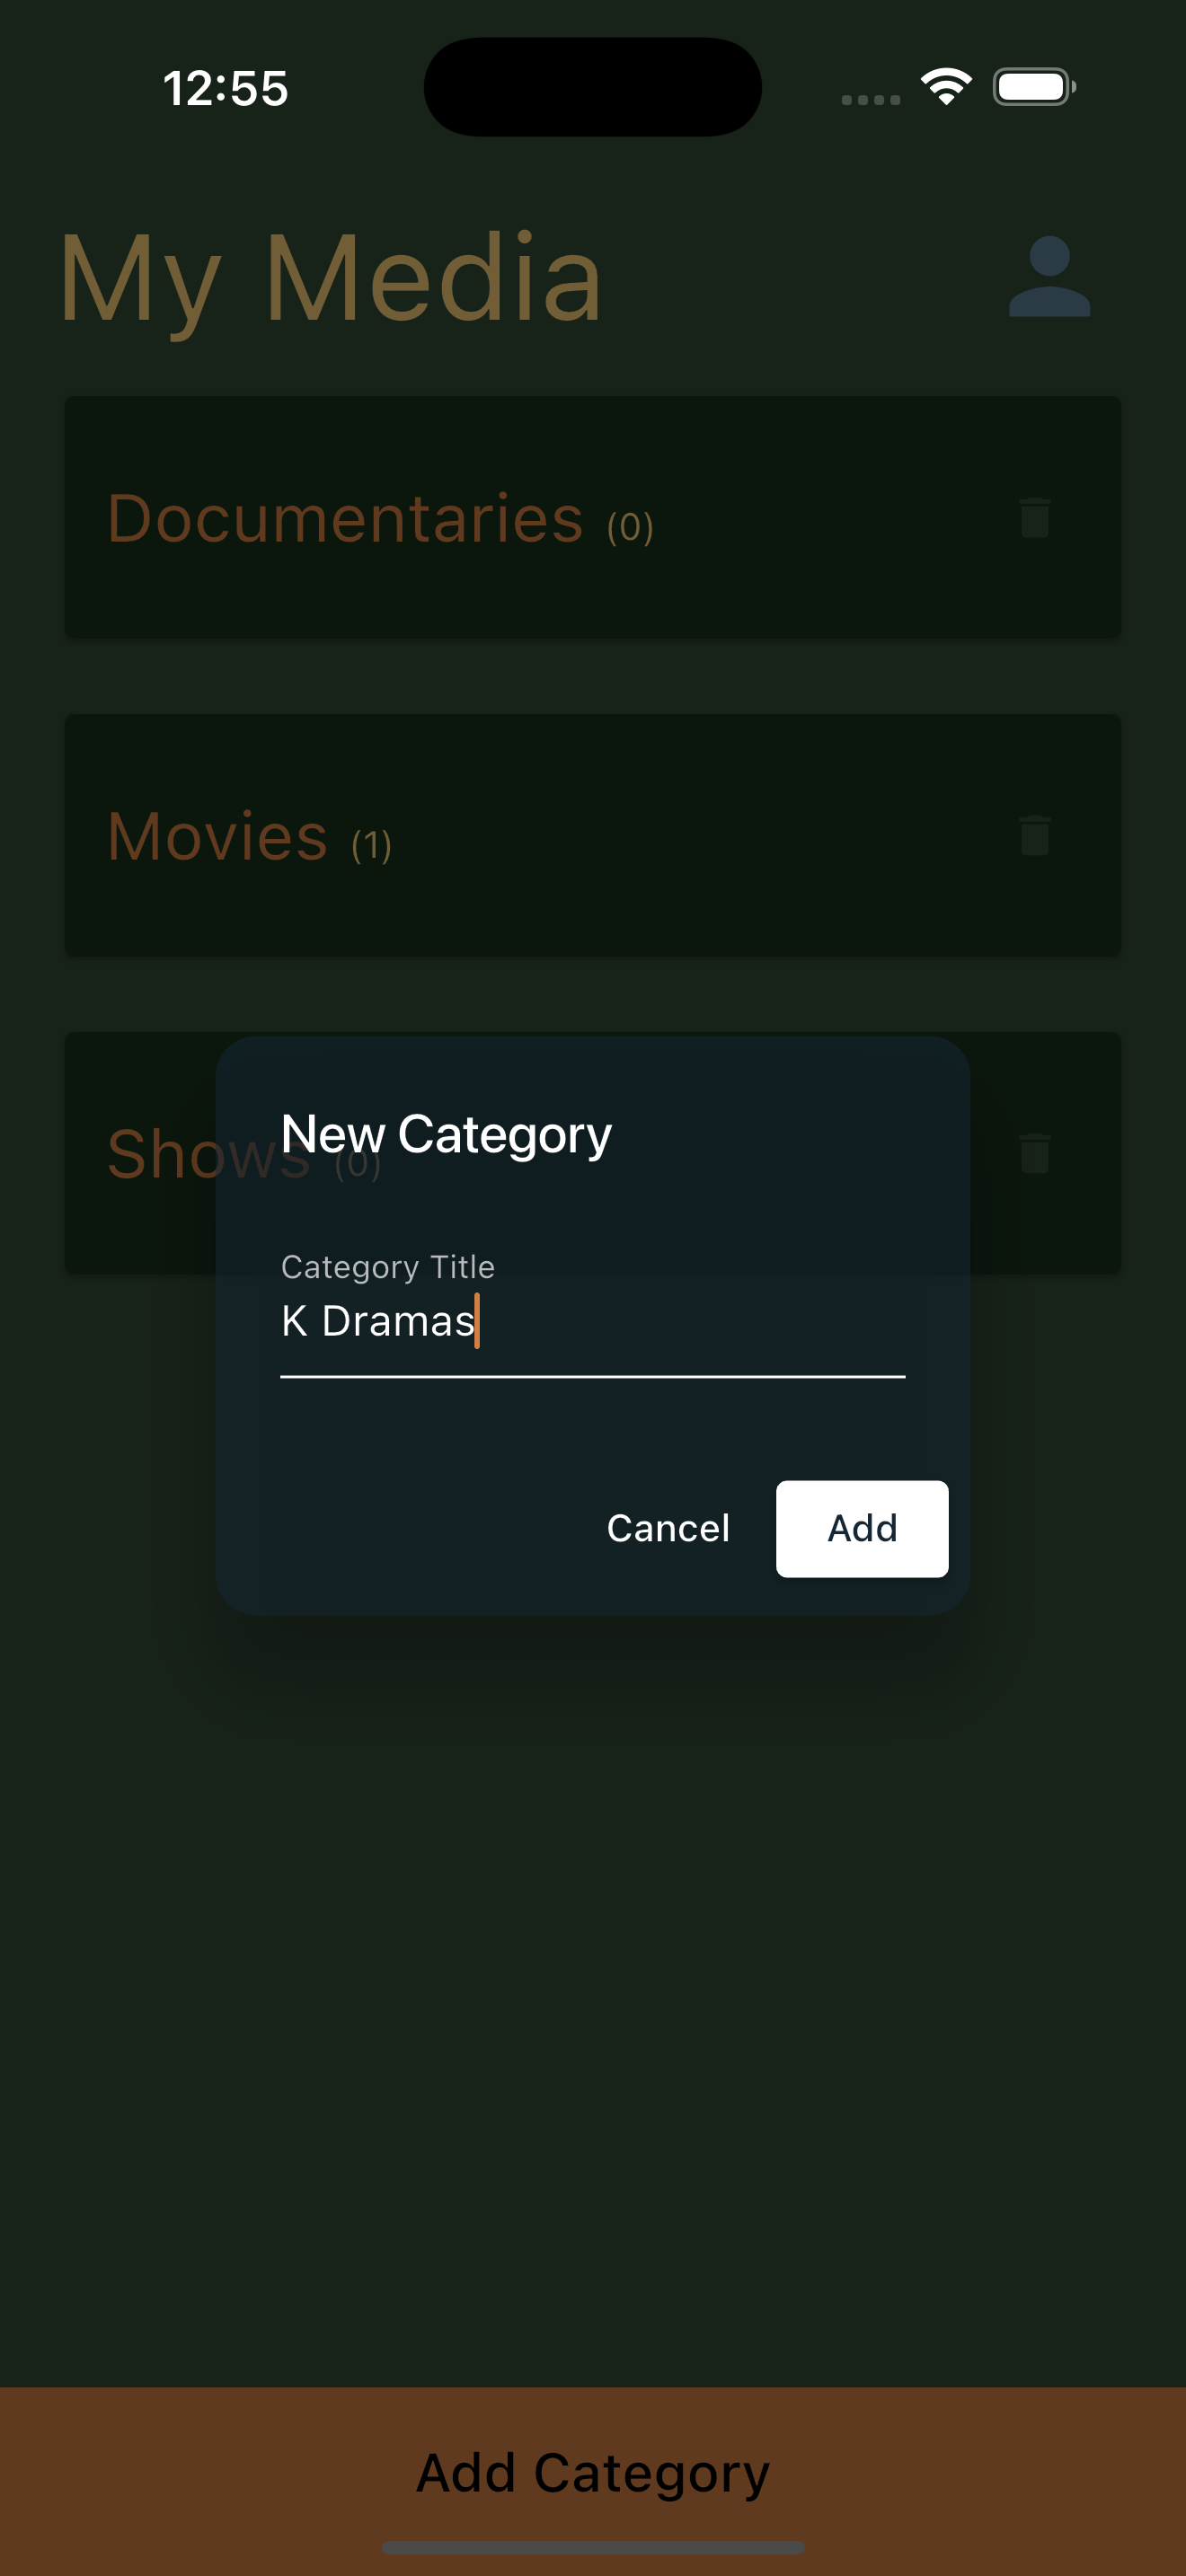 12:55
My Media
Documentaries (0)
Movies (1)
Shows (0)
New Category
Category Title
K Dramas
Cancel
Add
Add Category